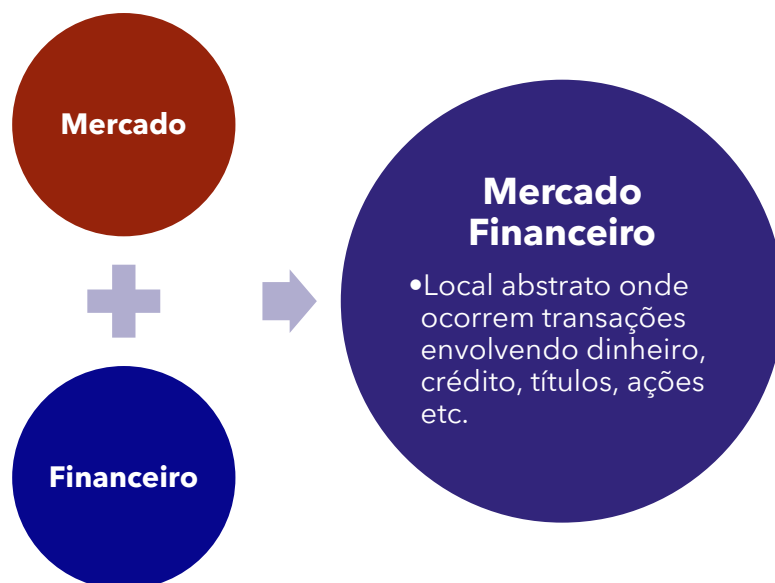 Mercado
Financeiro
Mercado
Financeiro
•Local abstrato onde
ocorrem transações
envolvendo dinheiro,
crédito, títulos, ações
etc.